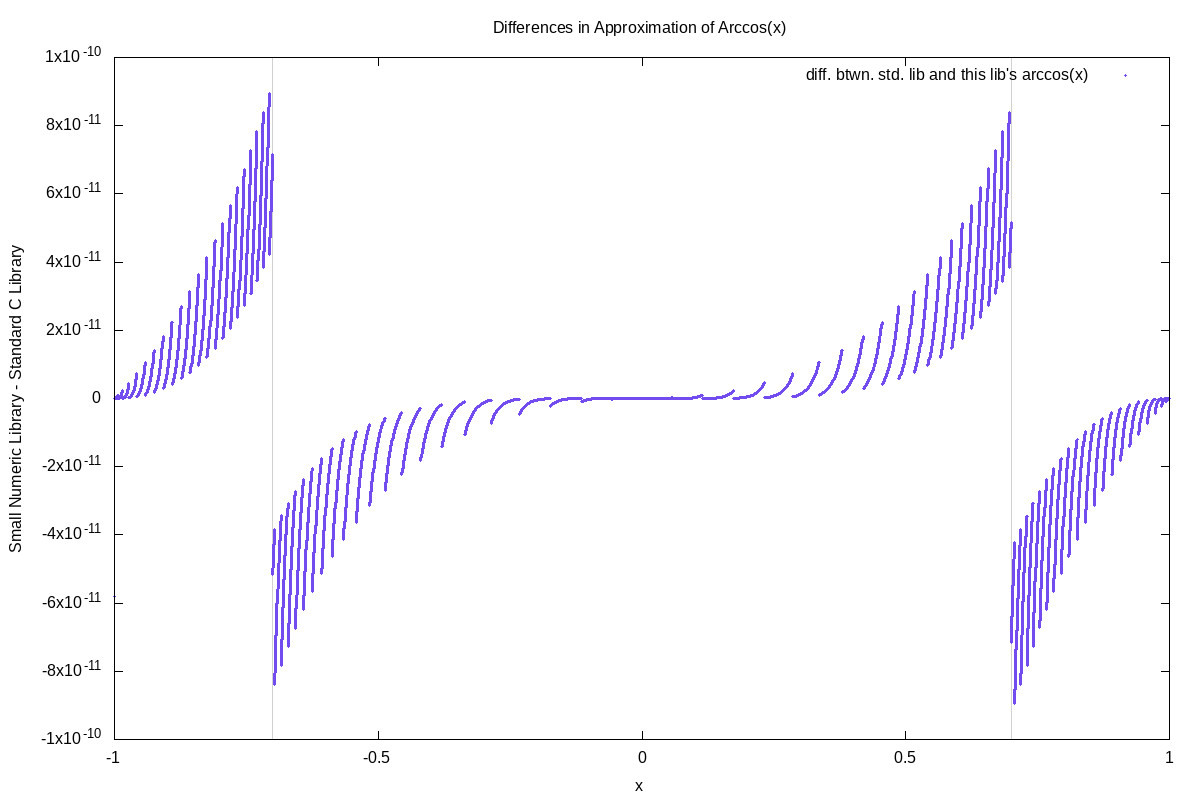 Differences in Approximation of Arccos(x)
diff. btwn. std. lib and this lib's arccos(x)
Small Numeric Library - Standard C Library
1x10⁻¹⁰
8x10⁻¹¹
6x10⁻¹¹
4x10⁻¹¹
2x10⁻¹¹
0
-2x10⁻¹¹
-4x10⁻¹¹
-6x10⁻¹¹
-8x10⁻¹¹
-1x10⁻¹⁰
-1 -0.5 0 0.5 1
x